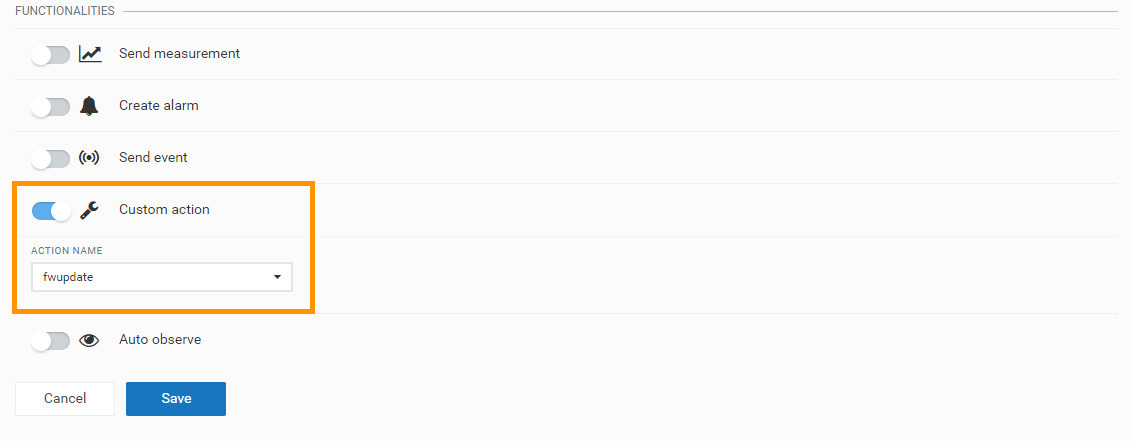 FUNCTIONALITIES
Send measurement
Create alarm
Send event
Custom action
ACTION NAME
fwupdate
Auto observe
Cancel Save